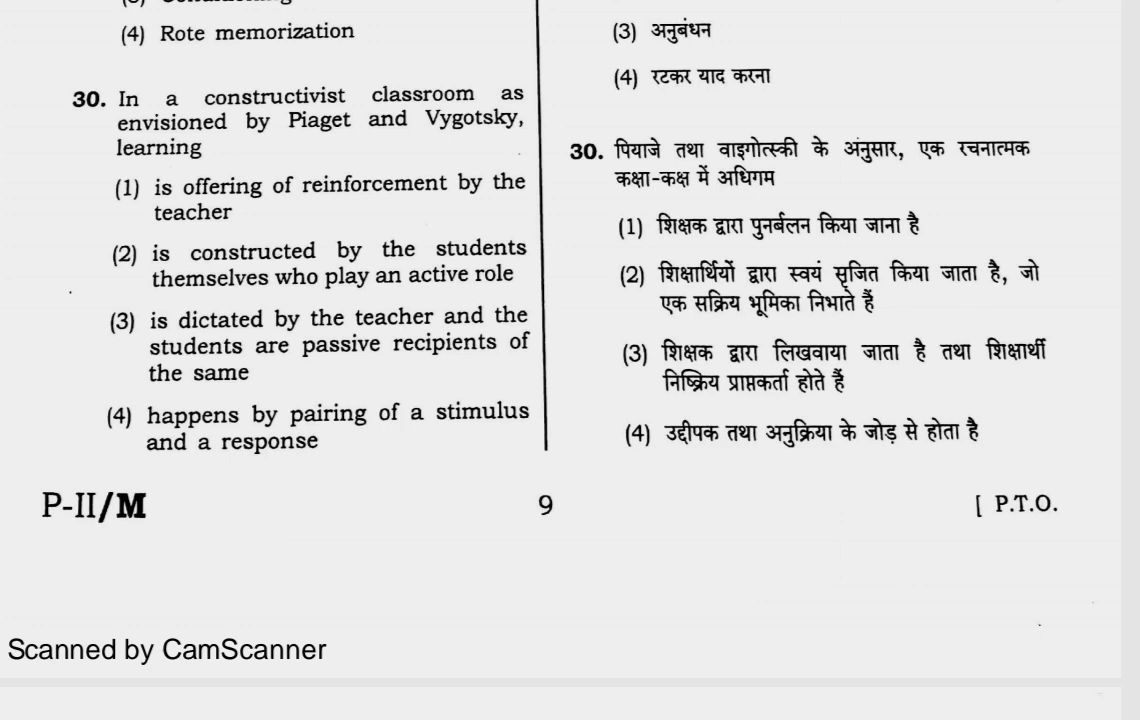 (4) Rote memorization
30. In a constructivist classroom as
envisioned by Piaget and Vygotsky,
learning
(1) is offering of reinforcement by the
teacher
(2) is constructed by the students
themselves who play an active role
(3) is dictated by the teacher and the
students are passive recipients of
the same
(4) happens by pairing of a stimulus
and a response
(3) अनुबंधन
(4) रटकर याद करना
30. पियाजे तथा वाइगोत्स्की के अनुसार, एक रचनात्मक
कक्षा-कक्ष में अधिगम
(1) शिक्षक द्वारा पुनर्बलन किया जाना है
(2) शिक्षार्थियों द्वारा स्वयं सृजित किया जाता है, जो
एक सक्रिय भूमिका निभाते हैं
(3) शिक्षक द्वारा लिखवाया जाता है तथा शिक्षार्थी
निष्क्रिय प्राप्तकर्ता होते हैं
(4) उद्दीपक तथा अनुक्रिया के जोड़ से होता है
P-II/M 9 [ P.T.O.
Scanned by CamScanner